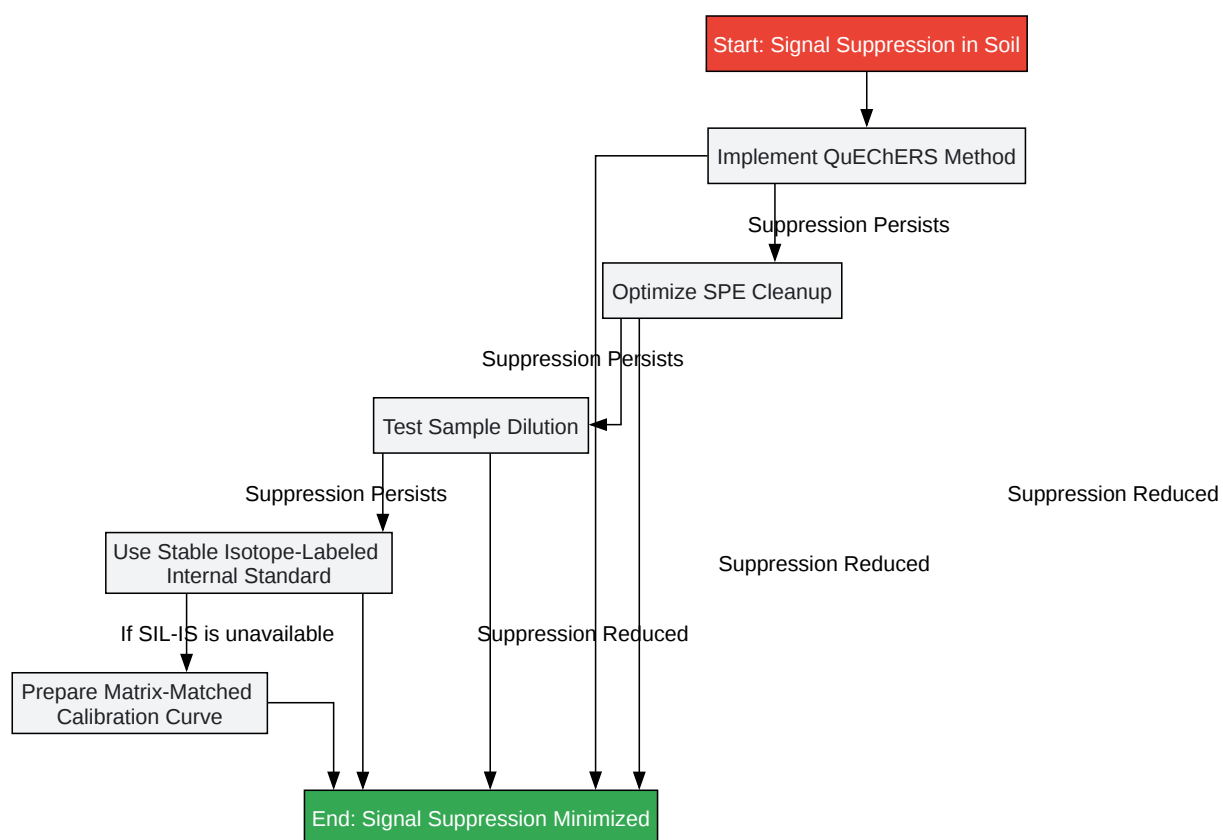 Start: Signal Suppression in Soil
Implement QuEChERS Method
Suppression Persists
Optimize SPE Cleanup
Suppression Persists
Test Sample Dilution
Suppression Persists
Suppression Reduced
Use Stable Isotope-Labeled
Internal Standard
Suppression Reduced
If SIL-IS is unavailable
Suppression Reduced
Prepare Matrix-Matched
Calibration Curve
End: Signal Suppression Minimized